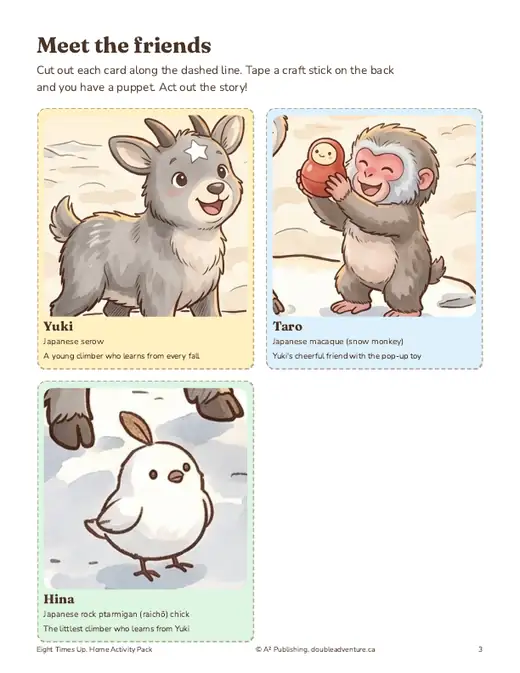 Meet the friends
Cut out each card along the dashed line. Tape a craft stick on the back
and you have a puppet. Act out the story!
Yuki
Japanese serow
A young climber who learns from every fall
Taro
Japanese macaque (snow monkey)
Yuki's cheerful friend with the pop-up toy
Hina
Japanese rock ptarmigan (raichō) chick
The littlest climber who learns from Yuki
Eight Times Up. Home Activity Pack
© A² Publishing, doubleadventure.ca
3